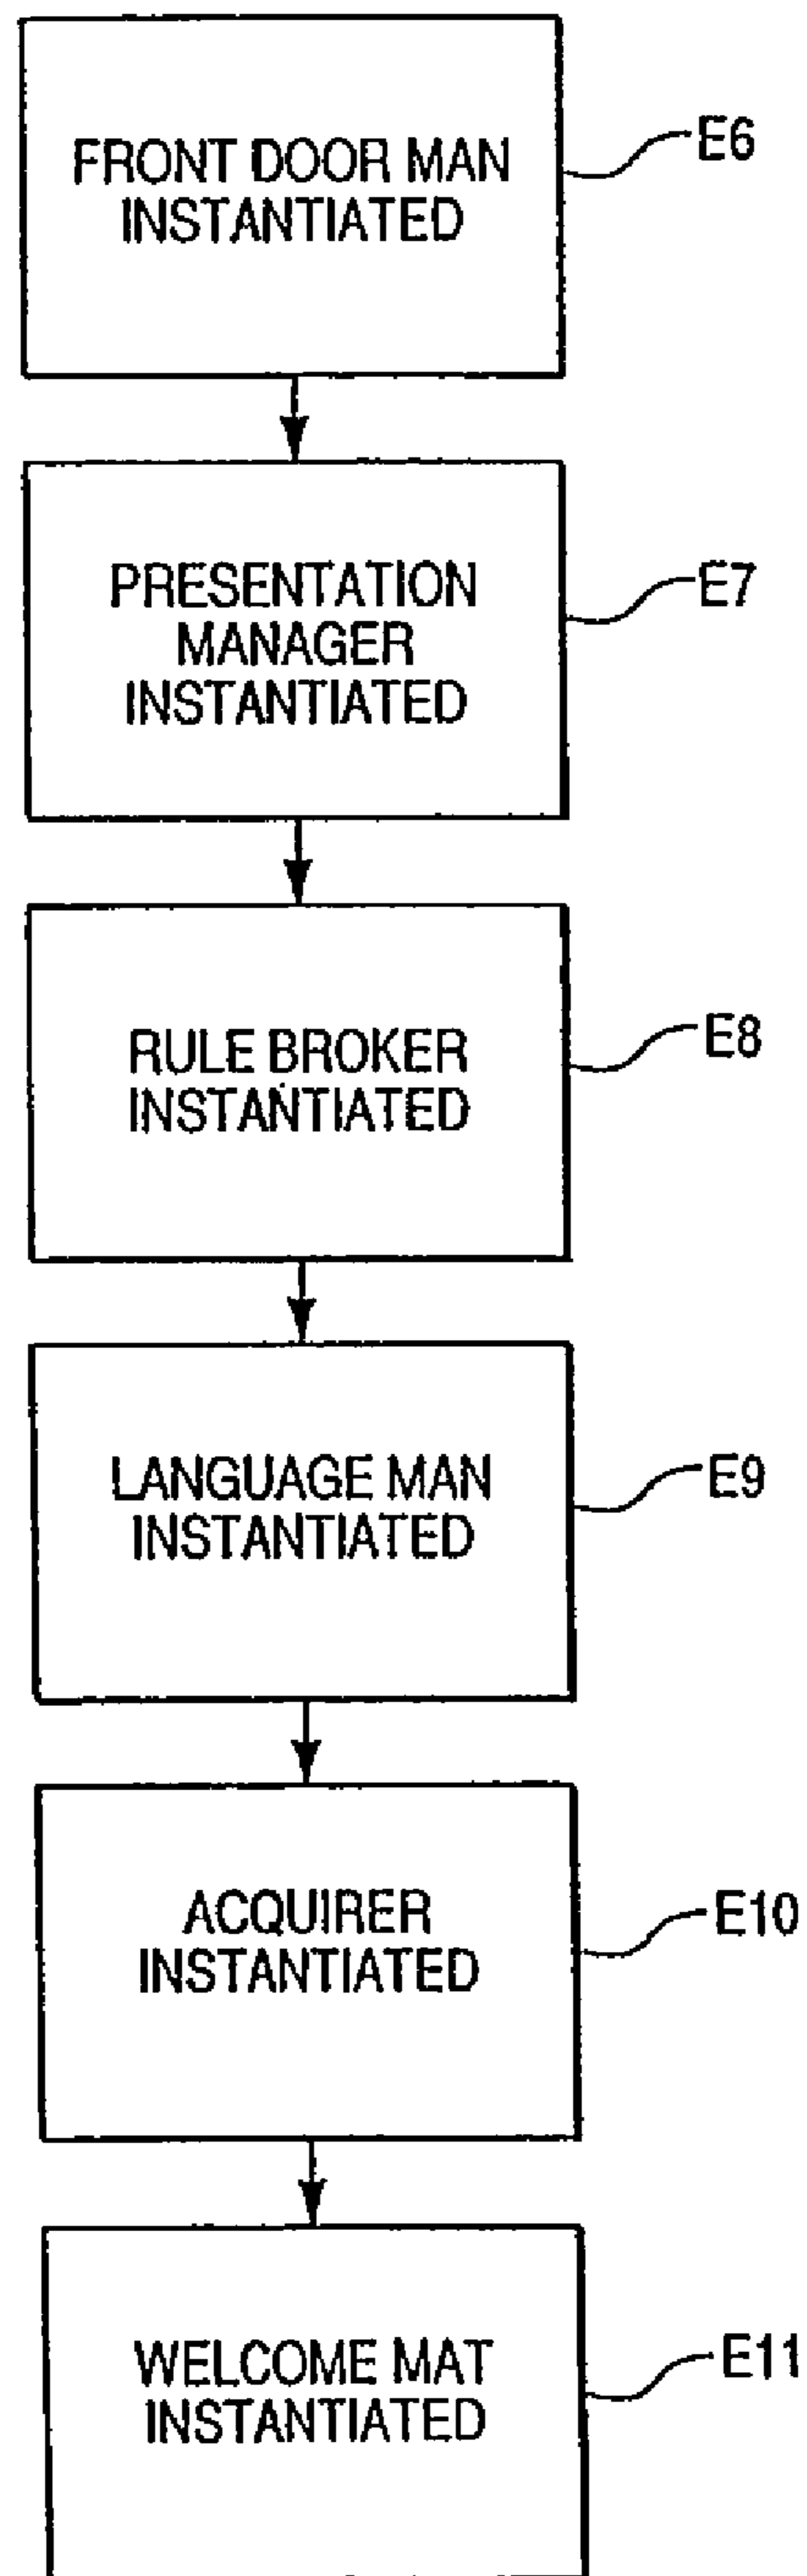 FRONT DOOR MAN
INSTANTIATED
E6
PRESENTATION
MANAGER
INSTANTIATED
E7
RULE BROKER
INSTANTIATED
E8
LANGUAGE MAN
INSTANTIATED
E9
ACQUIRER
INSTANTIATED
E10
WELCOME MAT
INSTANTIATED
E11